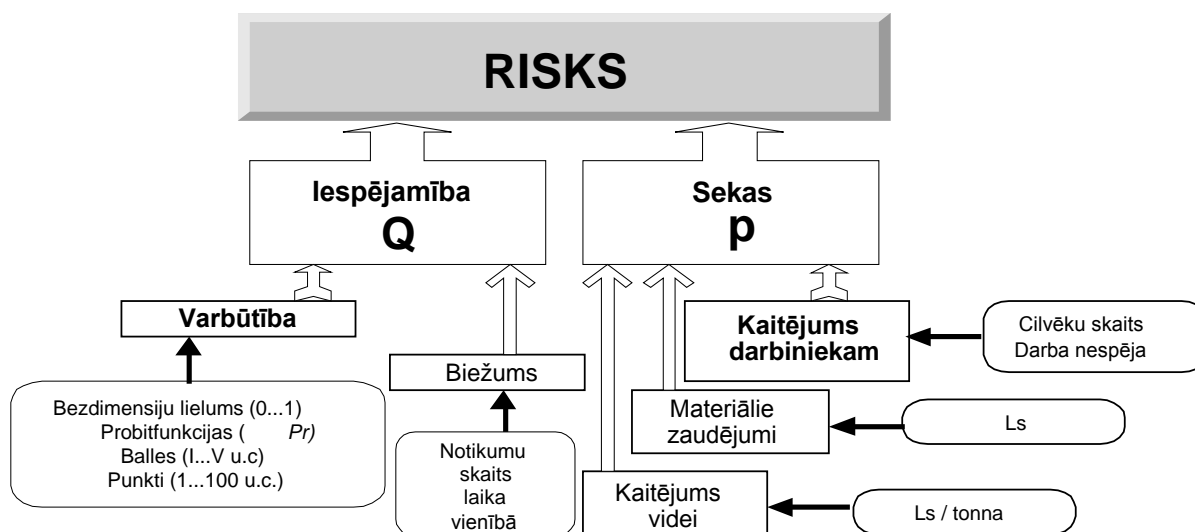 RISKS
Iespējamība
Q
Sekas
p
Varbūtība
Biežums
Kaitējums
darbiniekam
Cilvēku skaits
Darba nespēja
Bezdimensiju lielums (0...1)
Probitfunkcijas ( Pr)
Balles (I...V u.c)
Punkti (1...100 u.c.)
Notikumu
skaits
laika
vienībā
Materiālie
zaudējumi
Ls
Kaitējums
videi
Ls / tonna